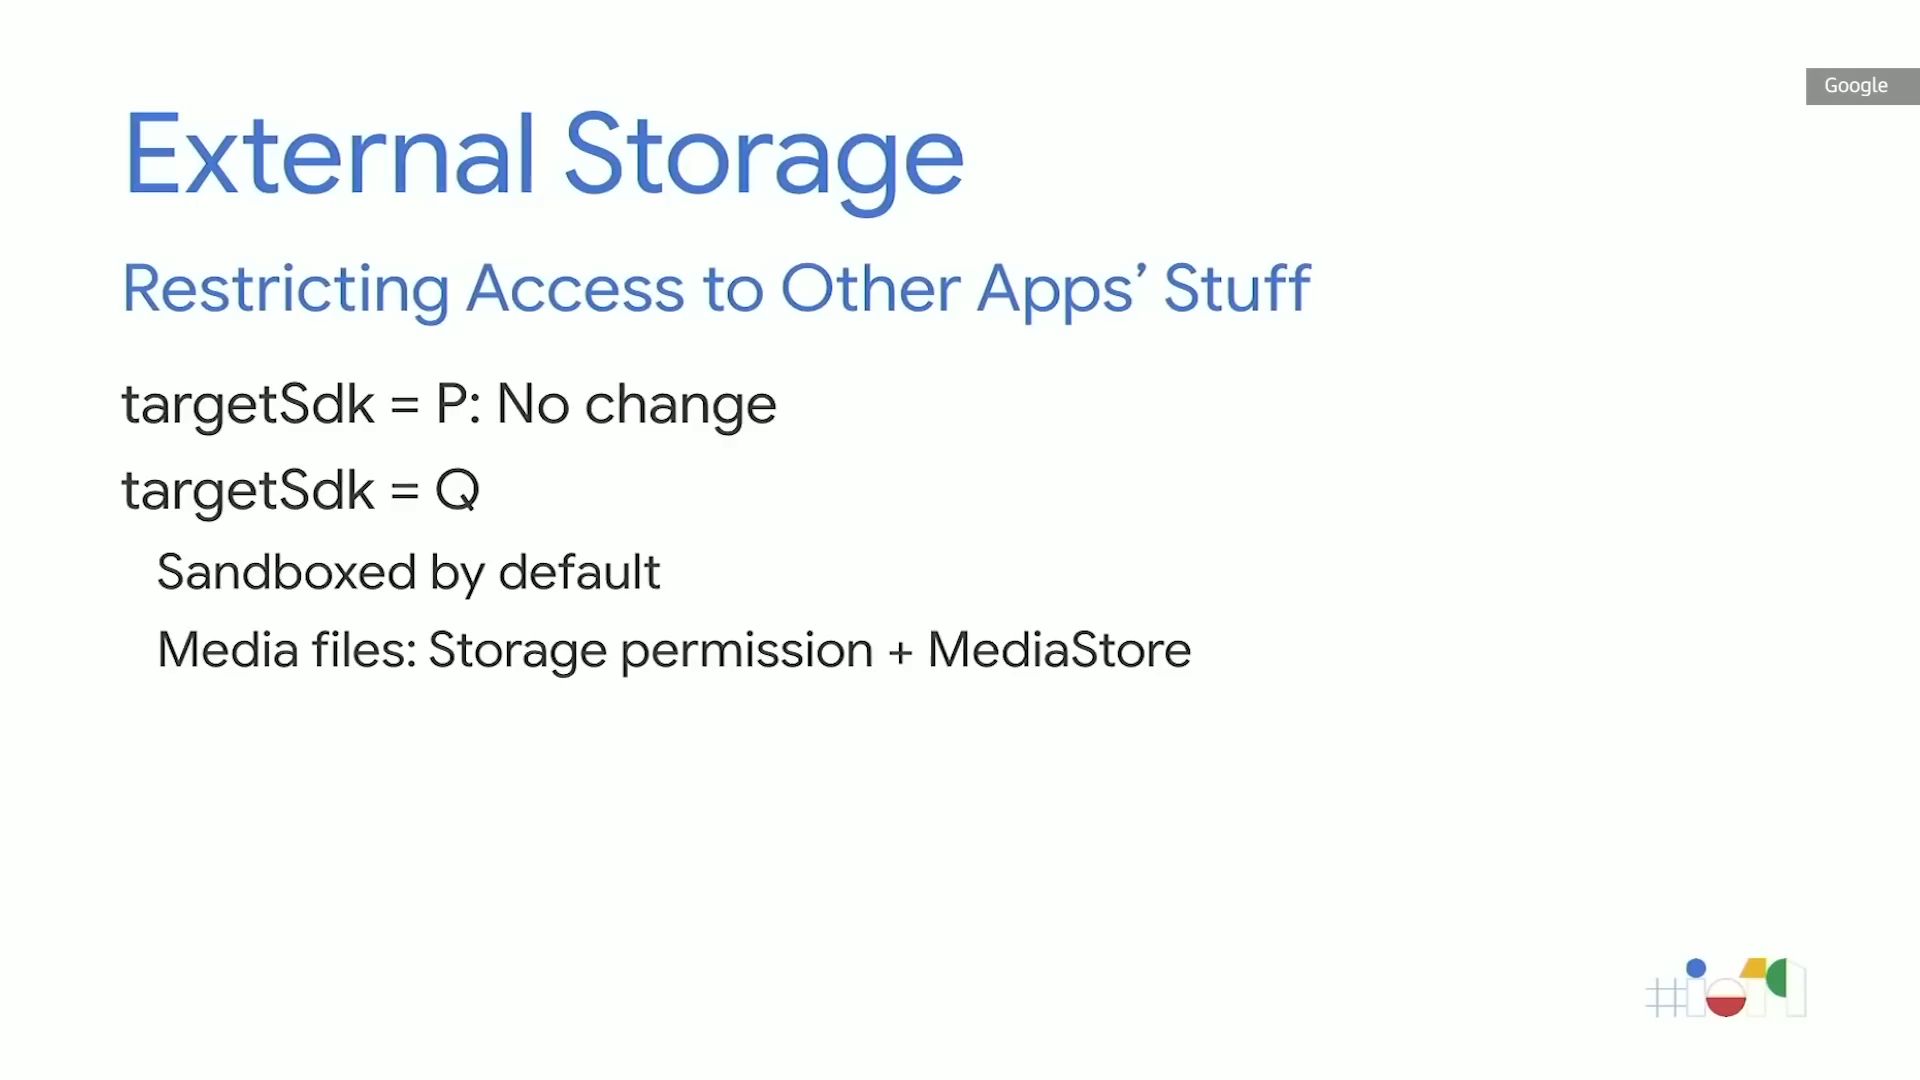 Google
External Storage
Restricting Access to Other Apps’ Stuff
targetSdk = P: No change
targetSdk = Q
Sandboxed by default
Media files: Storage permission + MediaStore
#io19